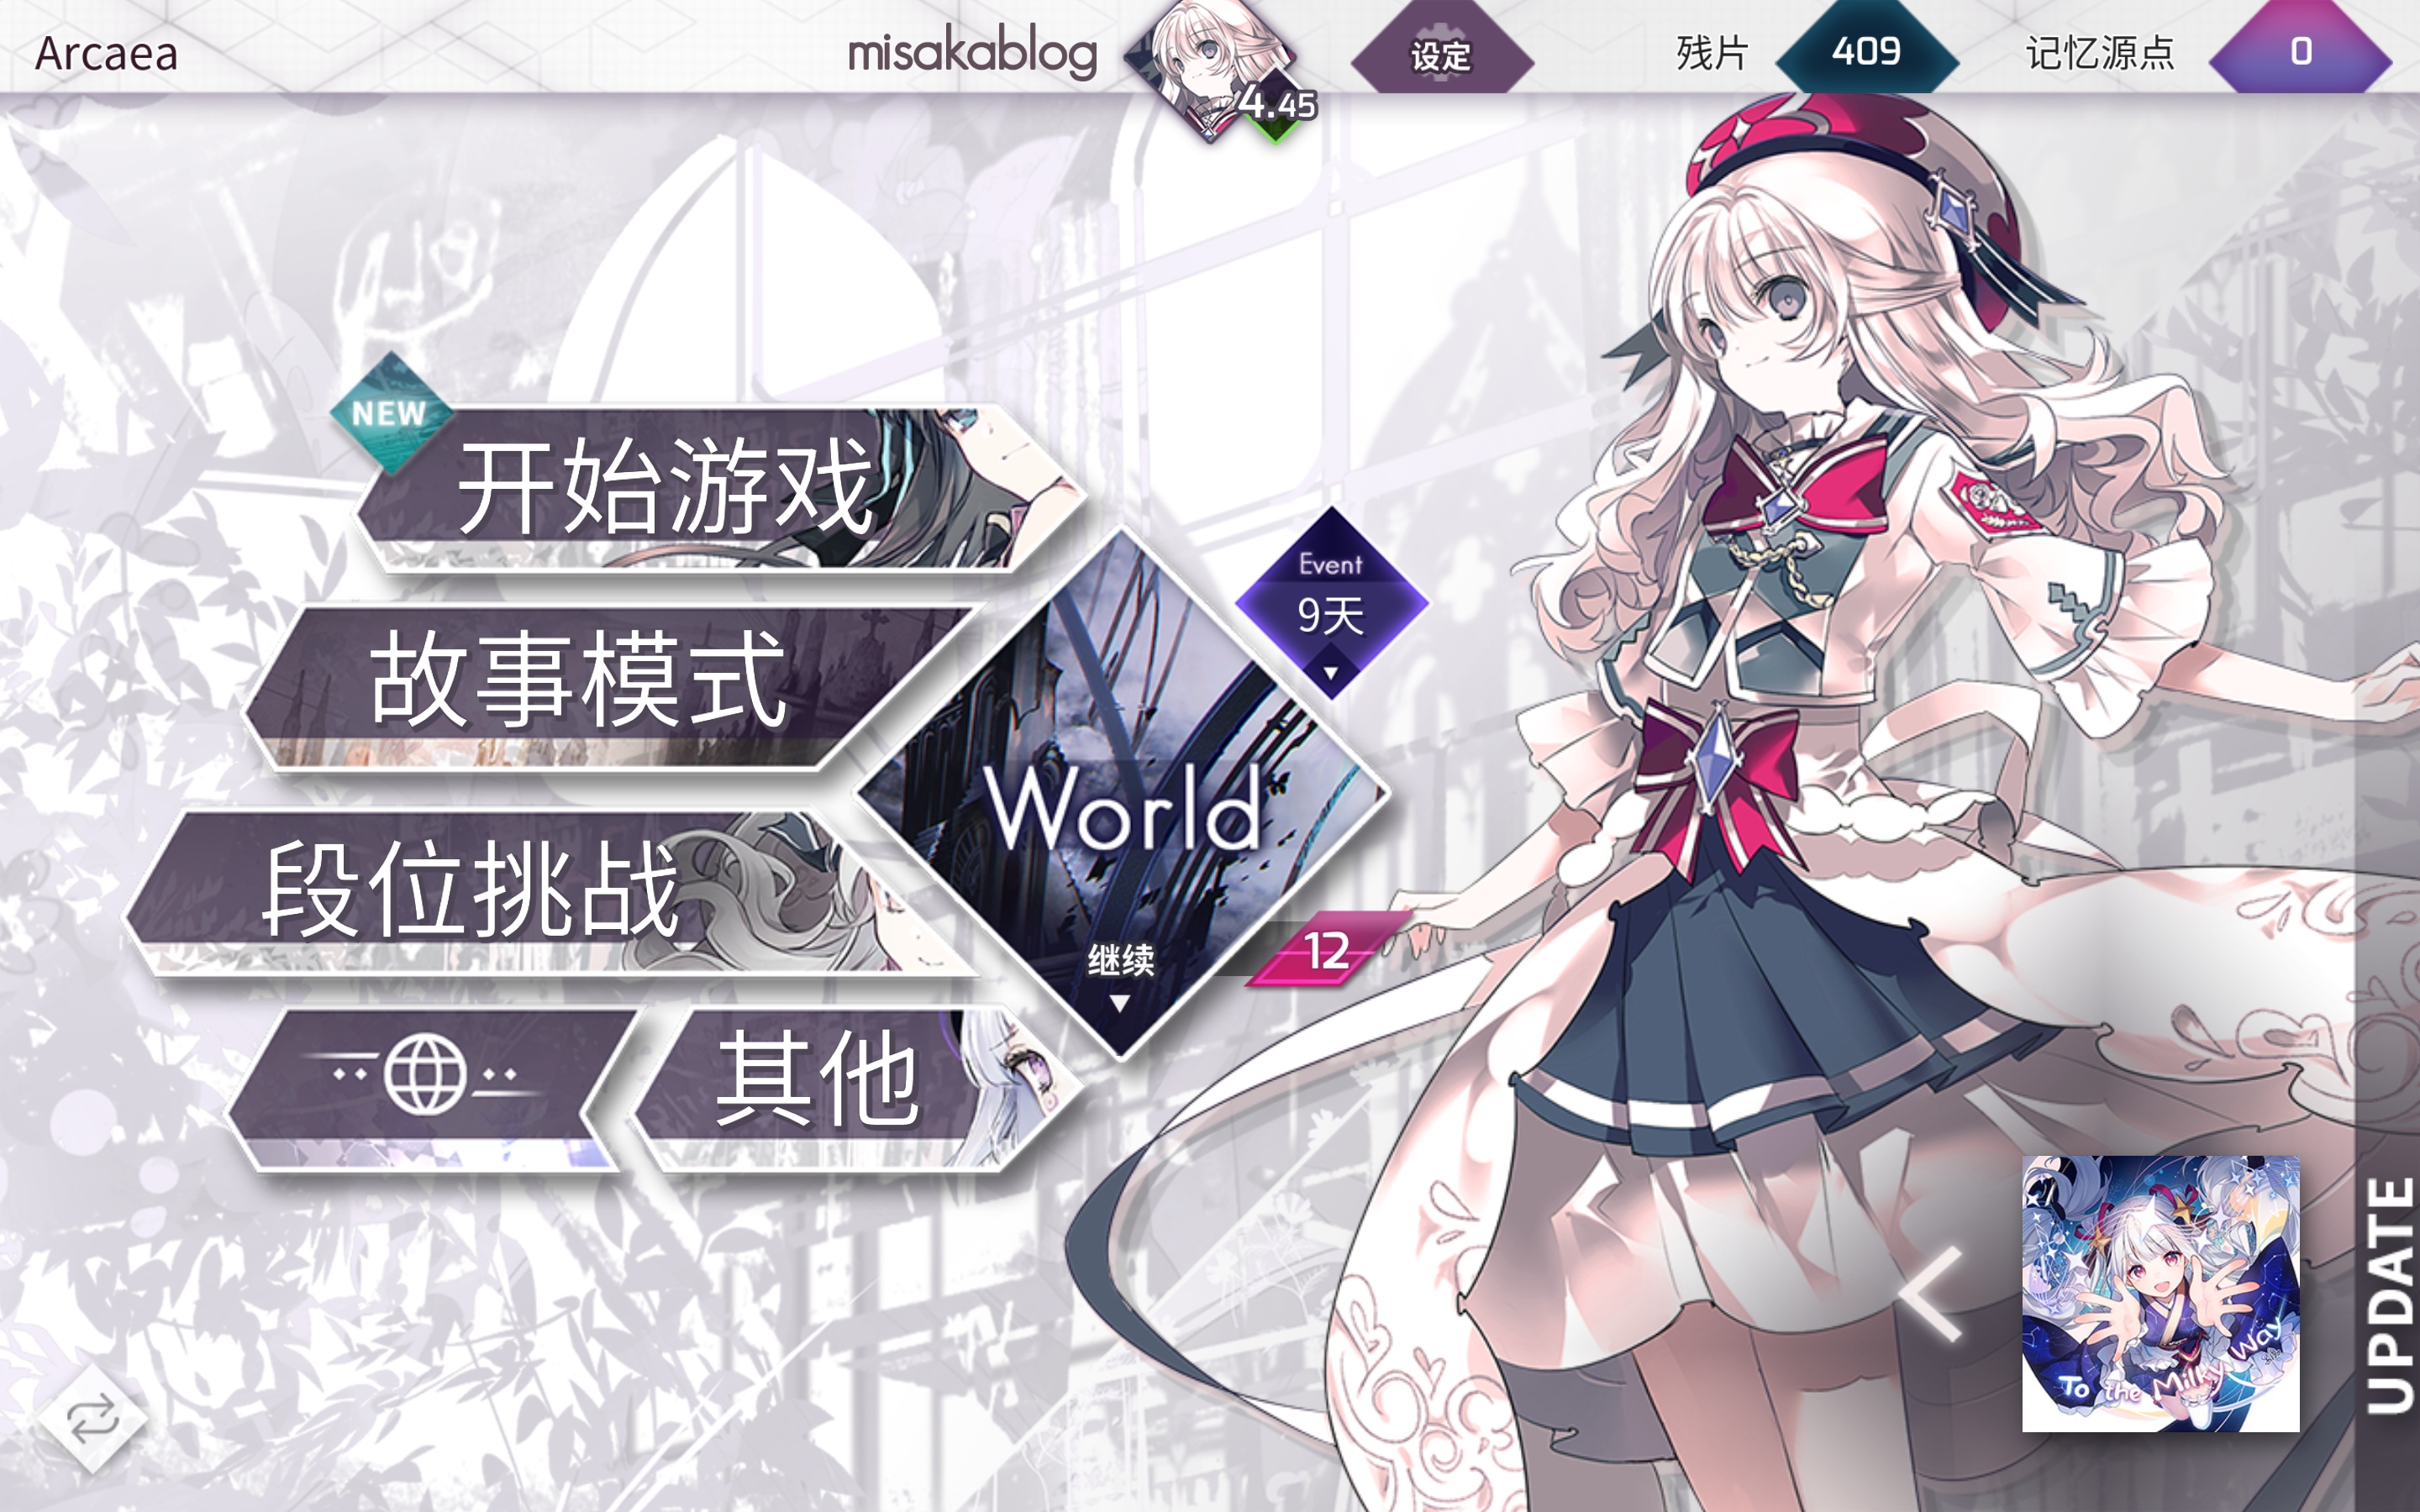 Arcaea
misakablog
4.45
设定
残片
409
记忆源点
0
NEW
开始游戏
Event
9天
故事模式
World
段位挑战
继续
12
其他
To the Milky Way
UPDATE